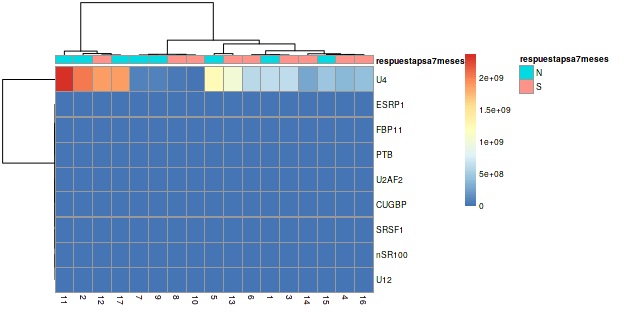 respuestapsa7meses
U4
ESRP1
FBP11
PTB
U2AF2
CUGBP
SRSF1
nSR100
U12
11 2 12 17 7 9 8 10 5 13 6 1 3 14 15 4 16
2e+09
1.5e+09
1e+09
5e+08
0
respuestapsa7meses
N
S